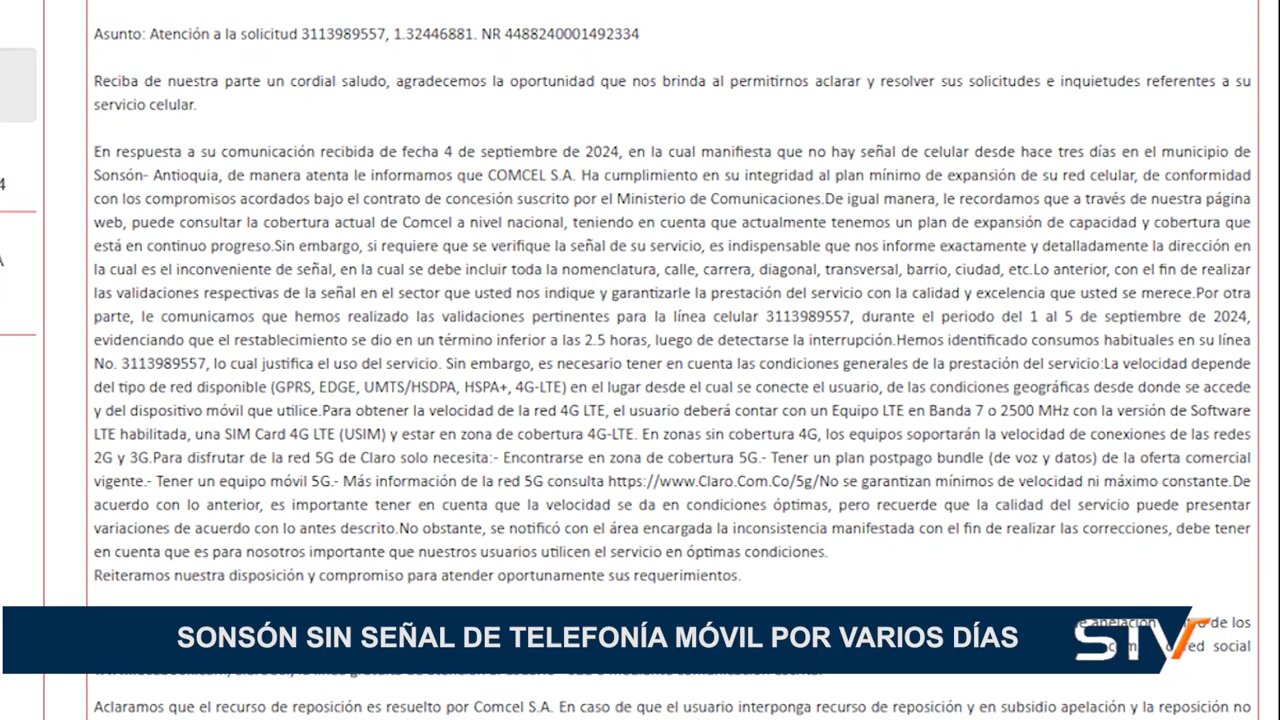 Asunto: Atención a la solicitud 3113989557, 1.32446881. NR 4488240001492334
Reciba de nuestra parte un cordial saludo, agradecemos la oportunidad que nos brinda al permitirnos aclarar y resolver sus solicitudes e inquietudes referentes a su
servicio celular.
En respuesta a su comunicación recibida de fecha 4 de septiembre de 2024, en la cual manifiesta que no hay señal de celular desde hace tres días en el municipio de
Sonsón- Antioquia, de manera atenta le informamos que COMCEL S.A. Ha cumplimiento en su integridad al plan mínimo de expansión de su red celular, de conformidad
con los compromisos acordados bajo el contrato de concesión suscrito por el Ministerio de Comunicaciones.De igual manera, le recordamos que a través de nuestra página
web, puede consultar la cobertura actual de Comcel a nivel nacional, teniendo en cuenta que actualmente tenemos un plan de expansión de capacidad y cobertura que
está en continuo progreso.Sin embargo, si requiere que se verifique la señal de su servicio, es indispensable que nos informe exactamente y detalladamente la dirección en
la cual es el inconveniente de señal, en la cual se debe incluir toda la nomenclatura, calle, carrera, diagonal, transversal, barrio, ciudad, etc.Lo anterior, con el fin de realizar
las validaciones respectivas de la señal en el sector que usted nos indique y garantizarle la prestación del servicio con la calidad y excelencia que usted se merece.Por otra
parte, le comunicamos que hemos realizado las validaciones pertinentes para la línea celular 3113989557, durante el periodo del 1 al 5 de septiembre de 2024,
evidenciando que el restablecimiento se dio en un término inferior a las 2.5 horas, luego de detectarse la interrupción.Hemos identificado consumos habituales en su línea
No. 3113989557, lo cual justifica el uso del servicio. Sin embargo, es necesario tener en cuenta las condiciones generales de la prestación del servicio:La velocidad depende
del tipo de red disponible (GPRS, EDGE, UMTS/HSDPA, HSPA+, 4G-LTE) en el lugar desde el cual se conecte el usuario, de las condiciones geográficas desde donde se accede
y del dispositivo móvil que utilice.Para obtener la velocidad de la red 4G LTE, el usuario deberá contar con un Equipo LTE en Banda 7 o 2500 MHz con la versión de Software
LTE habilitada, una SIM Card 4G LTE (USIM) y estar en zona de cobertura 4G-LTE. En zonas sin cobertura 4G, los equipos soportarán la velocidad de conexiones de las redes
2G y 3G.Para disfrutar de la red 5G de Claro solo necesita:- Encontrarse en zona de cobertura 5G.- Tener un plan postpago bundle (de voz y datos) de la oferta comercial
vigente.- Tener un equipo móvil 5G.- Más información de la red 5G consulta https://www.Claro.Com.Co/5g/No se garantizan mínimos de velocidad ni máximo constante.De
acuerdo con lo anterior, es importante tener en cuenta que la velocidad se da en condiciones óptimas, pero recuerde que la calidad del servicio puede presentar
variaciones de acuerdo con lo antes descrito.No obstante, se notificó con el área encargada la inconsistencia manifestada con el fin de realizar las correcciones, debe tener
en cuenta que es para nosotros importante que nuestros usuarios utilicen el servicio en óptimas condiciones.
Reiteramos nuestra disposición y compromiso para atender oportunamente sus requerimientos.
de los
red social
SONSÓN SIN SEÑAL DE TELEFONÍA MÓVIL POR VARIOS DÍAS
STV
Aclaramos que el recurso de reposición es resuelto por Comcel S.A. En caso de que el usuario interponga recurso de reposición y en subsidio apelación y la reposición no
4
A